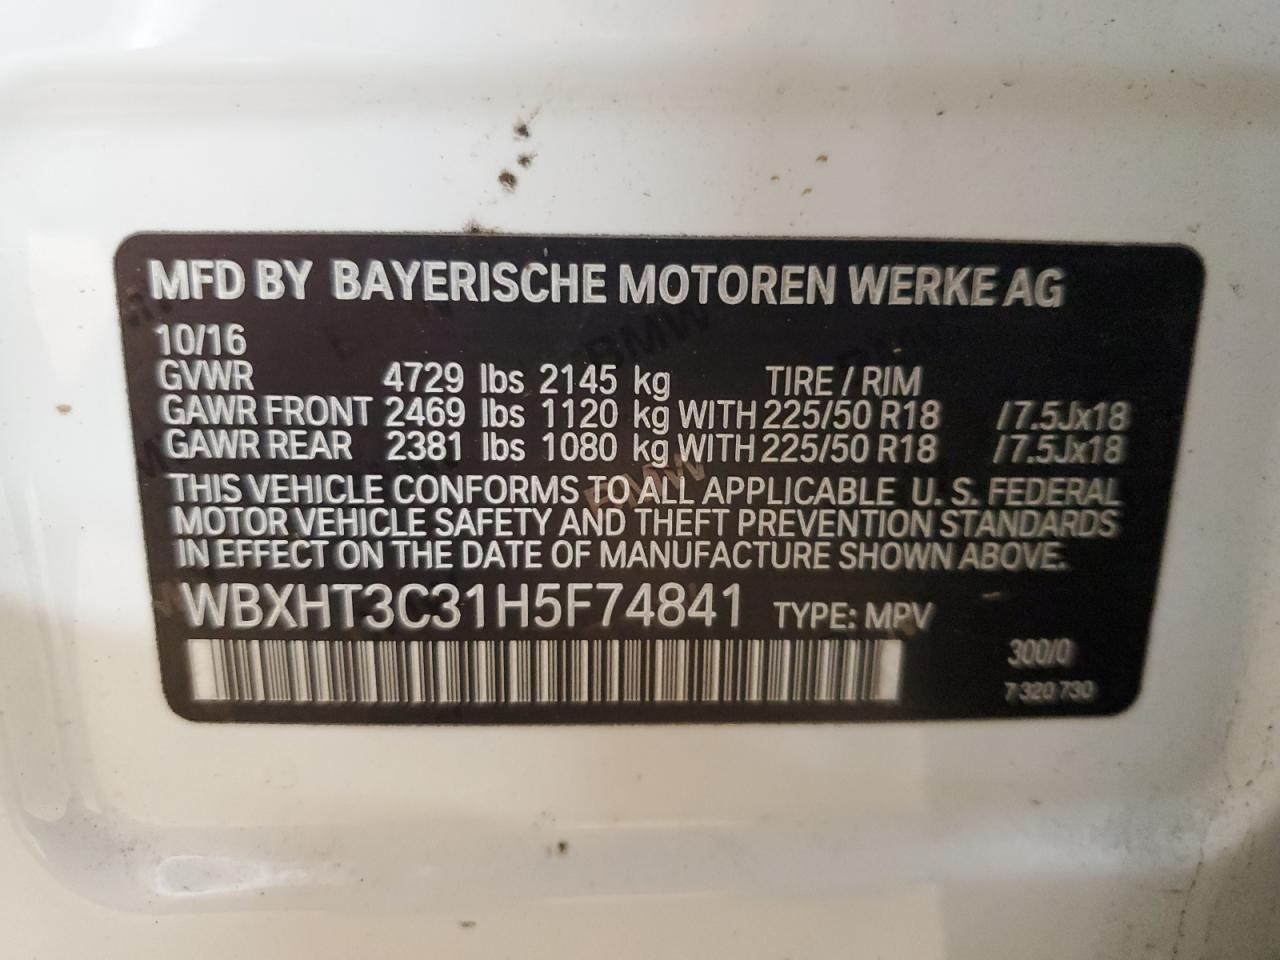 MFD BY BAYERISCHE MOTOREN WERKE AG
10/16
GVWR 4729 lbs 2145 kg TIRE / RIM
GAWR FRONT 2469 lbs 1120 kg WITH 225/50 R18 / 7.5Jx18
GAWR REAR 2381 lbs 1080 kg WITH 225/50 R18 / 7.5Jx18
THIS VEHICLE CONFORMS TO ALL APPLICABLE U. S. FEDERAL
MOTOR VEHICLE SAFETY AND THEFT PREVENTION STANDARDS
IN EFFECT ON THE DATE OF MANUFACTURE SHOWN ABOVE.
WBXHT3C31H5F74841 TYPE: MPV
300/0
7 320 730
BMW
BMW